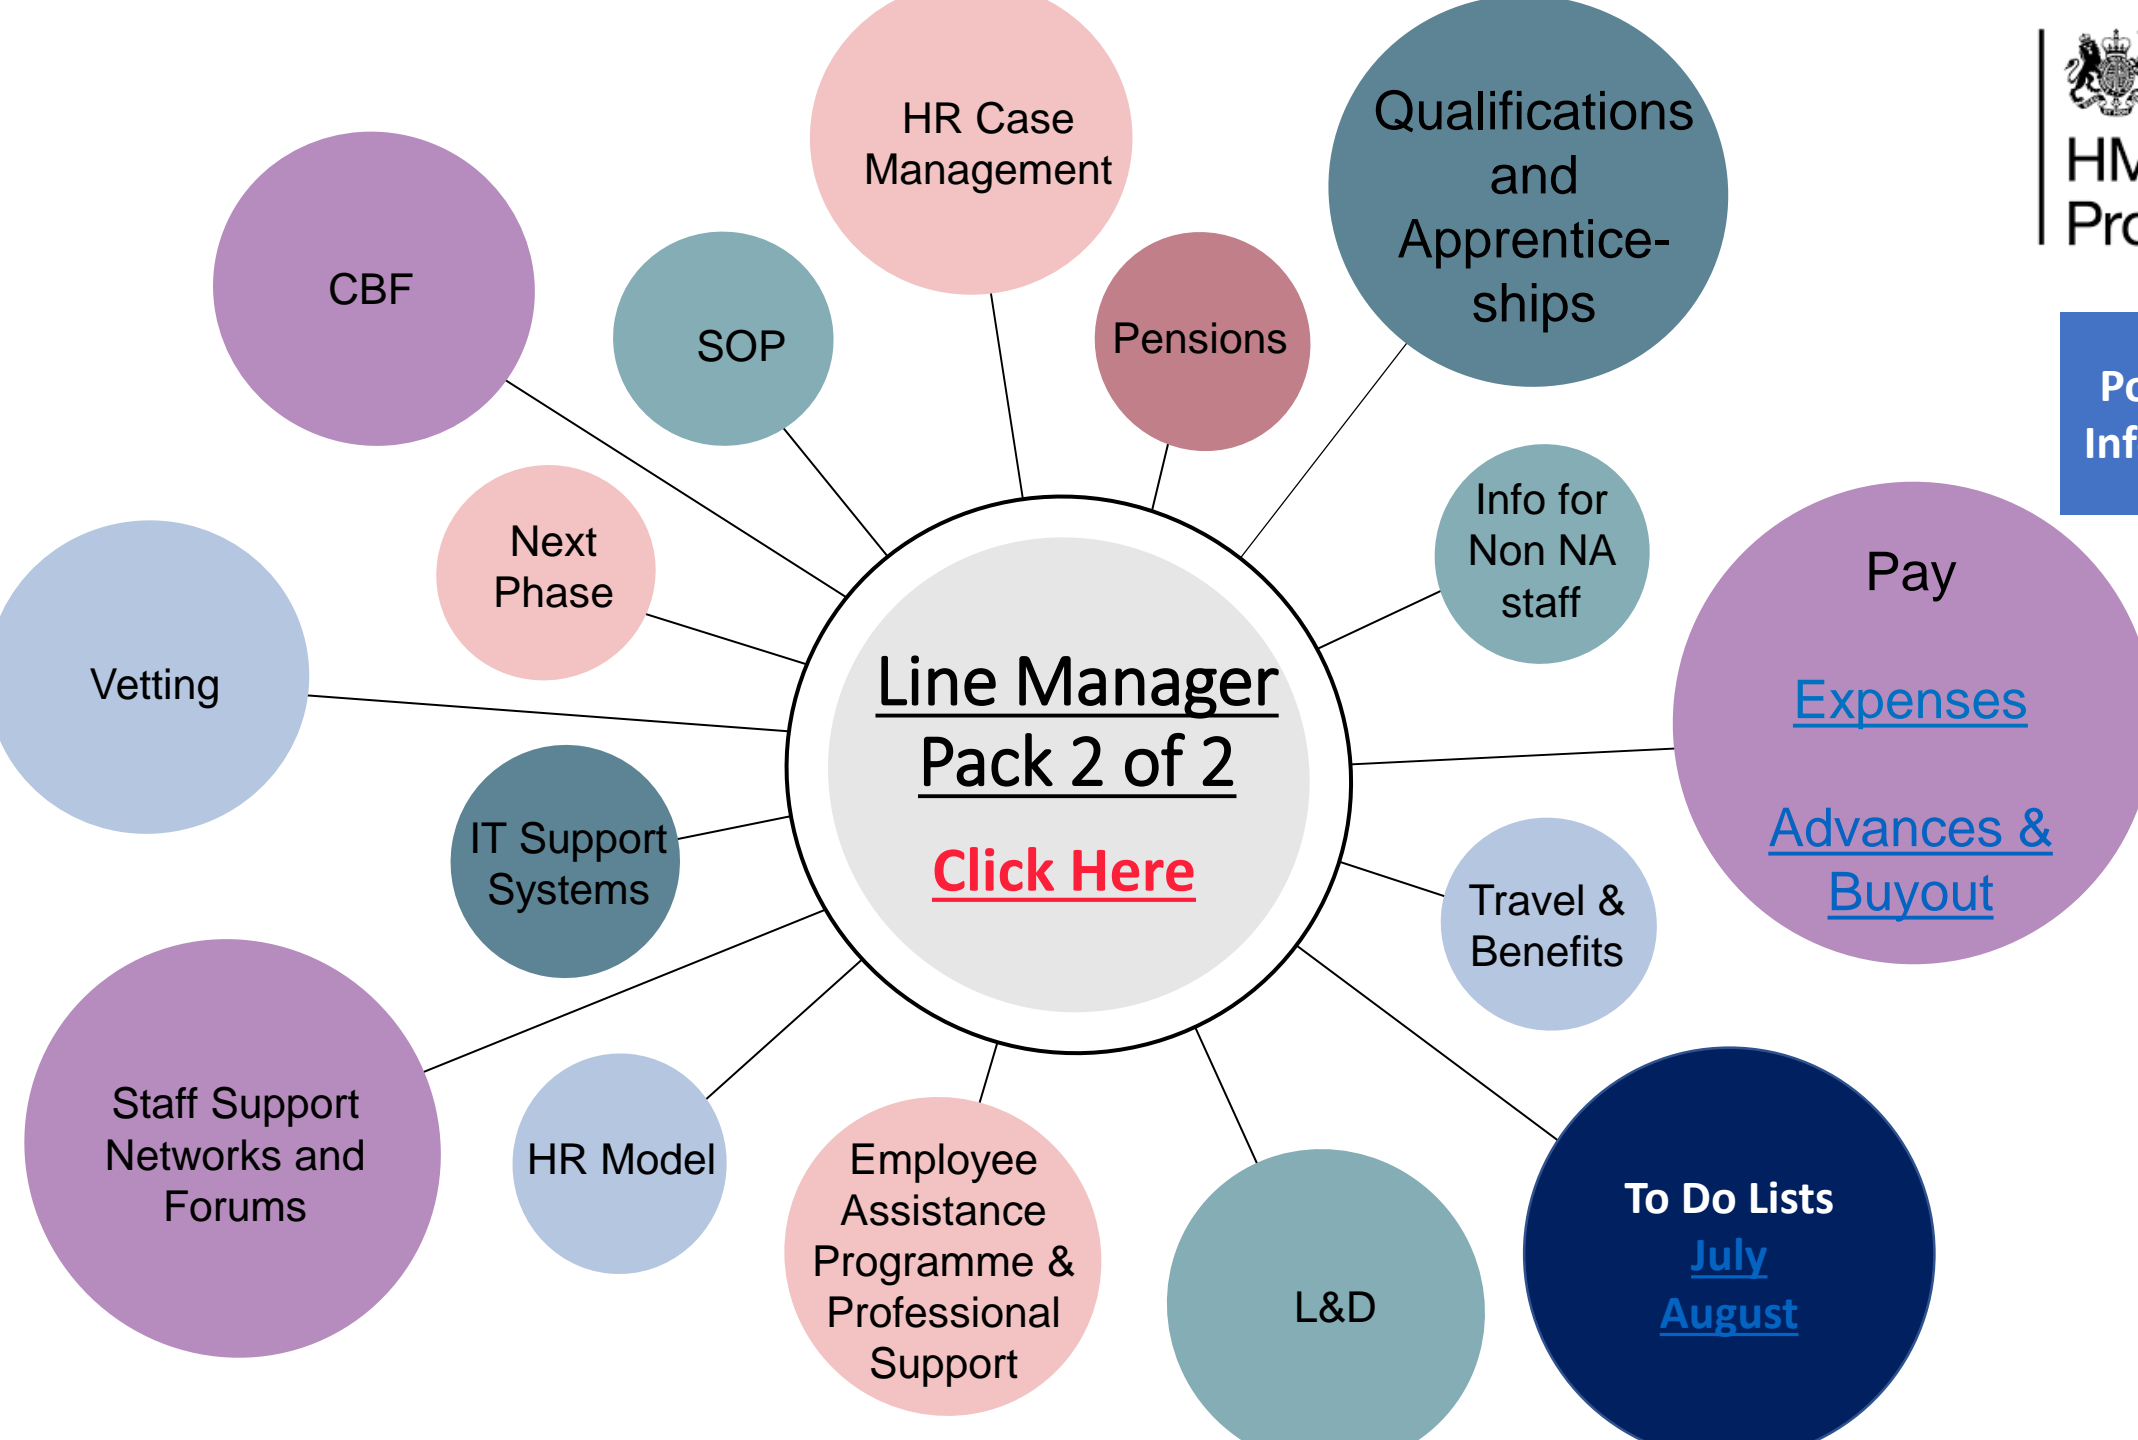 HR Case
Management
Qualifications
and
Apprentice-
ships
CBF
SOP
Pensions
Next
Phase
Info for
Non NA
staff
Pay
Expenses
Advances &
Buyout
Vetting
Line Manager
Pack 2 of 2
Click Here
IT Support
Systems
Travel &
Benefits
Staff Support
Networks and
Forums
HR Model
Employee
Assistance
Programme &
Professional
Support
L&D
To Do Lists
July
August